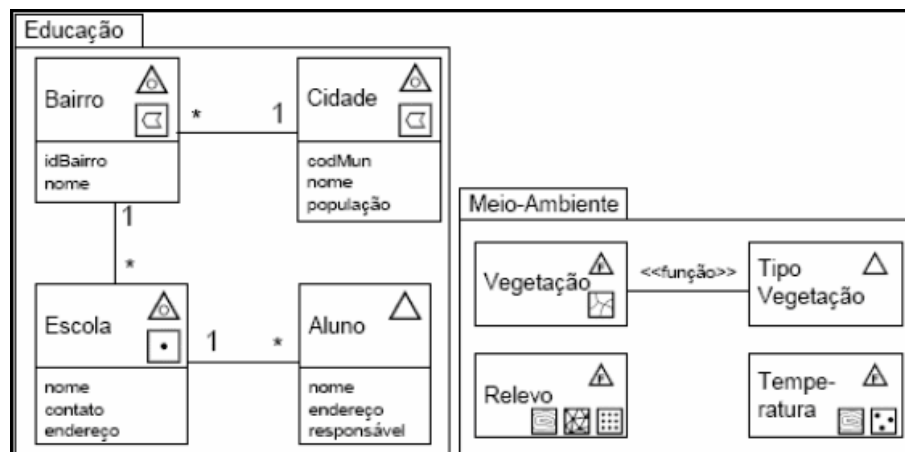 Educação
Bairro
* 1
Cidade
idBairro
nome
codMun
nome
população
1
*
Escola
1 *
Aluno
nome
contato
endereço
nome
endereço
responsável
Meio-Ambiente
Vegetação
F
<<função>>
Tipo
Vegetação
Relevo
F
Tempe-
ratura
F